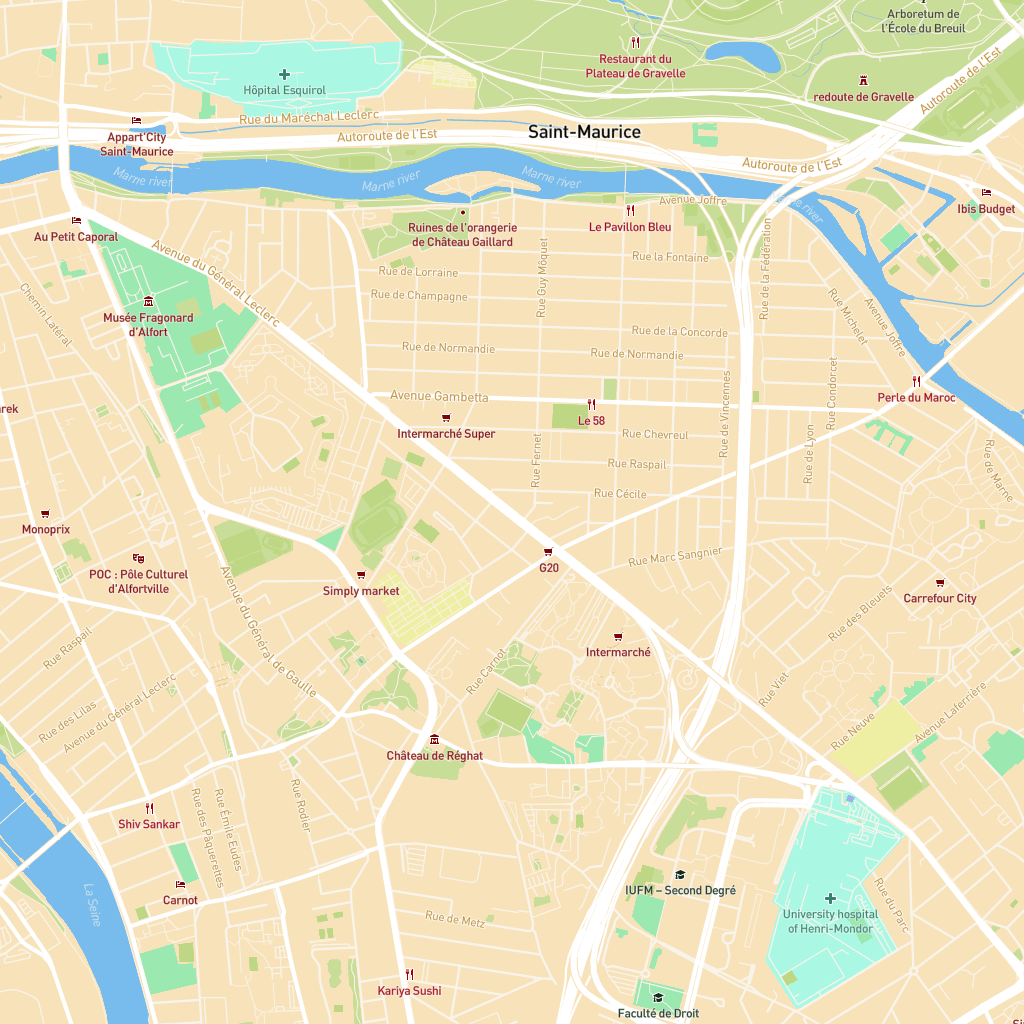 Arboretum de
l'École du Breuil
Restaurant du
Plateau de Gravelle
Autoroute de l'Est
Hôpital Esquirol
redoute de Gravelle
Rue du Maréchal Leclerc
Appart'City
Saint-Maurice
Autoroute de l'Est
Saint-Maurice
Autoroute de l'Est
Marne river
Marne river
Marne river
Marne river
Avenue Joffre
Ibis Budget
Au Petit Caporal
Ruines de l'orangerie
de Château Gaillard
Le Pavillon Bleu
Avenue du Général Leclerc
Rue de Lorraine
Rue Guy Môquet
Rue la Fontaine
Rue de la Fédération
Chemin Latéral
Musée Fragonard
d'Alfort
Rue de Champagne
Rue de la Concorde
Rue Michelet
Avenue Joffre
Rue de Normandie
Rue de Normandie
Rue Condorcet
Perle du Maroc
Rue de Vincennes
Avenue Gambetta
arek
Le 58
Intermarché Super
Rue Chevreul
Rue Fernet
Rue de Lyon
Rue Raspail
Rue de Marne
Rue Cécile
Monoprix
POC : Pôle Culturel
d'Alfortville
G20
Rue Marc Sangnier
Simply market
Carrefour City
Avenue du Général de Gaulle
Rue des Bleuets
Rue Raspail
Intermarché
Rue Carnot
Rue Viet
Rue des Lilas
Avenue du Général Leclerc
Rue Neuve
Avenue Laferrière
Château de Réghat
Shiv Sankar
Rue des Pâquerettes
Rue Émile Eudes
Rue Rodier
La Seine
Carnot
IUFM – Second Degré
Rue du Parc
University hospital
of Henri-Mondor
Rue de Metz
Kariya Sushi
Faculté de Droit
Si